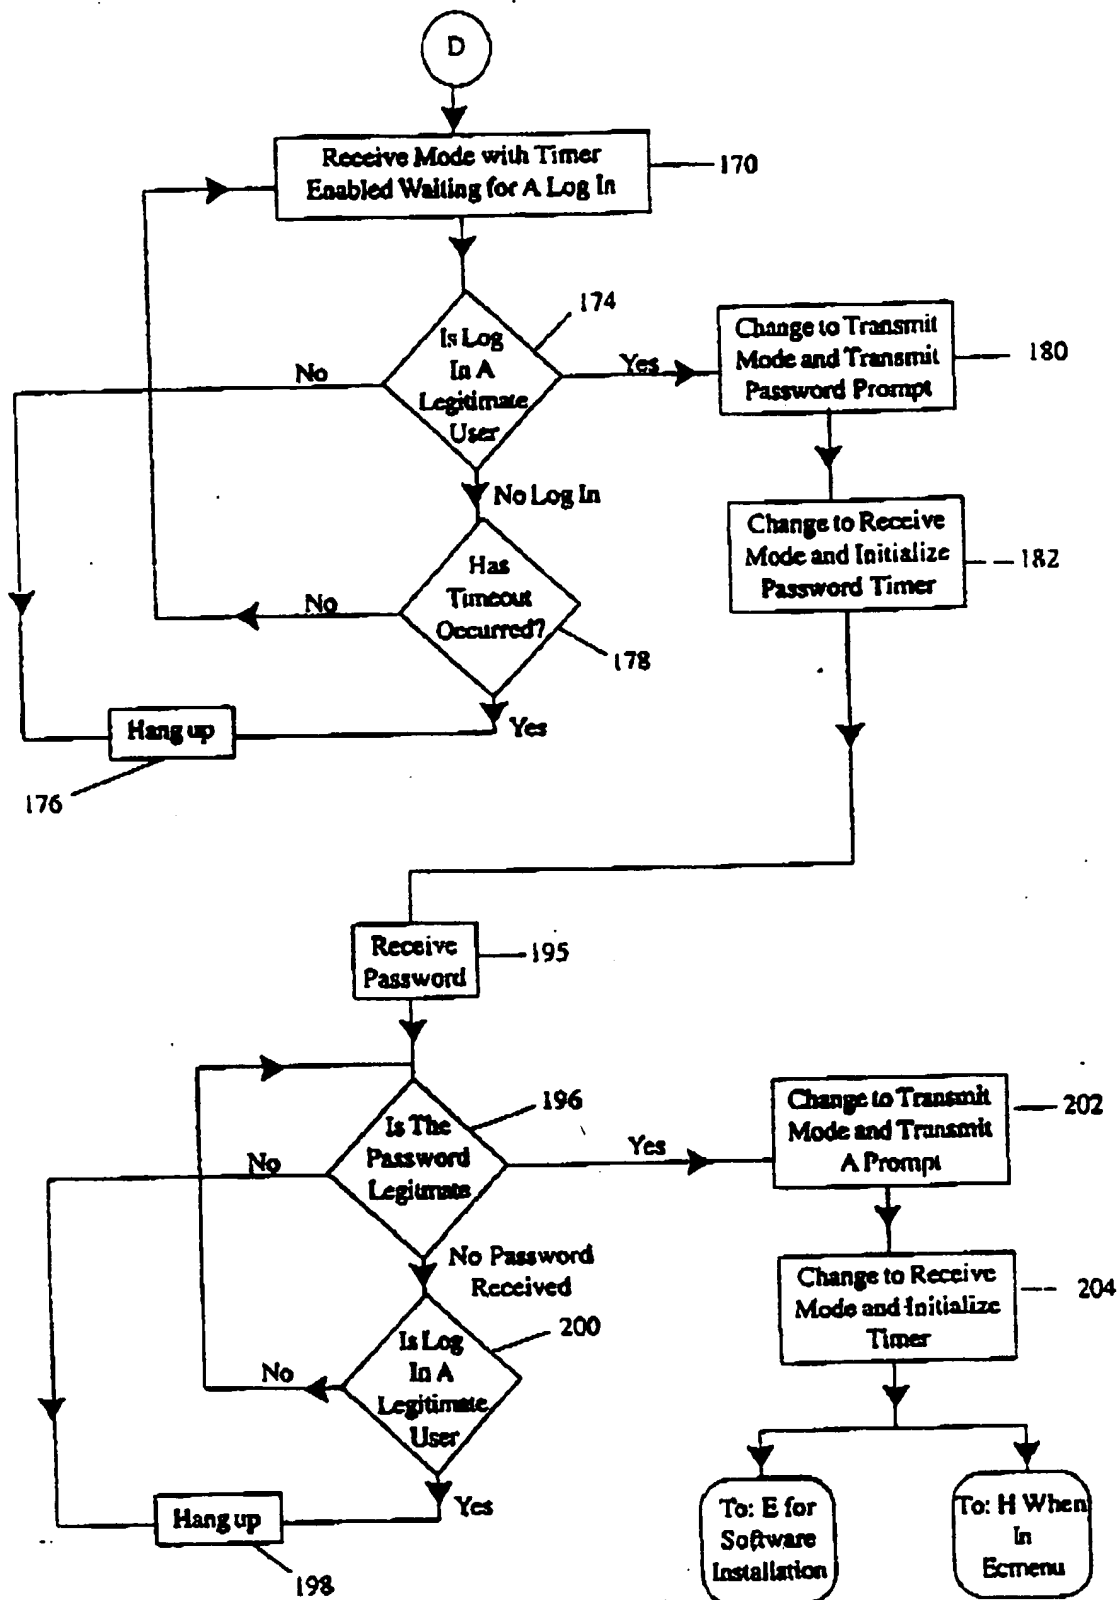 D
Receive Mode with Timer
Enabled Waiting for A Log In
170
174
Is Log
In A
Legitimate
User
No
Yes
Change to Transmit
Mode and Transmit
Password Prompt
180
No Log In
Change to Receive
Mode and Initialize
Password Timer
182
Has
Timeout
Occurred?
No
178
Yes
Hang up
176
Receive
Password
195
196
Is The
Password
Legitmate
No
Yes
Change to Transmit
Mode and Transmit
A Prompt
202
No Password
Received
Change to Receive
Mode and Initialize
Timer
204
200
Is Log
In A
Legitimate
User
No
Yes
Hang up
198
To: E for
Software
Installation
To: H When
In
Ecmenu